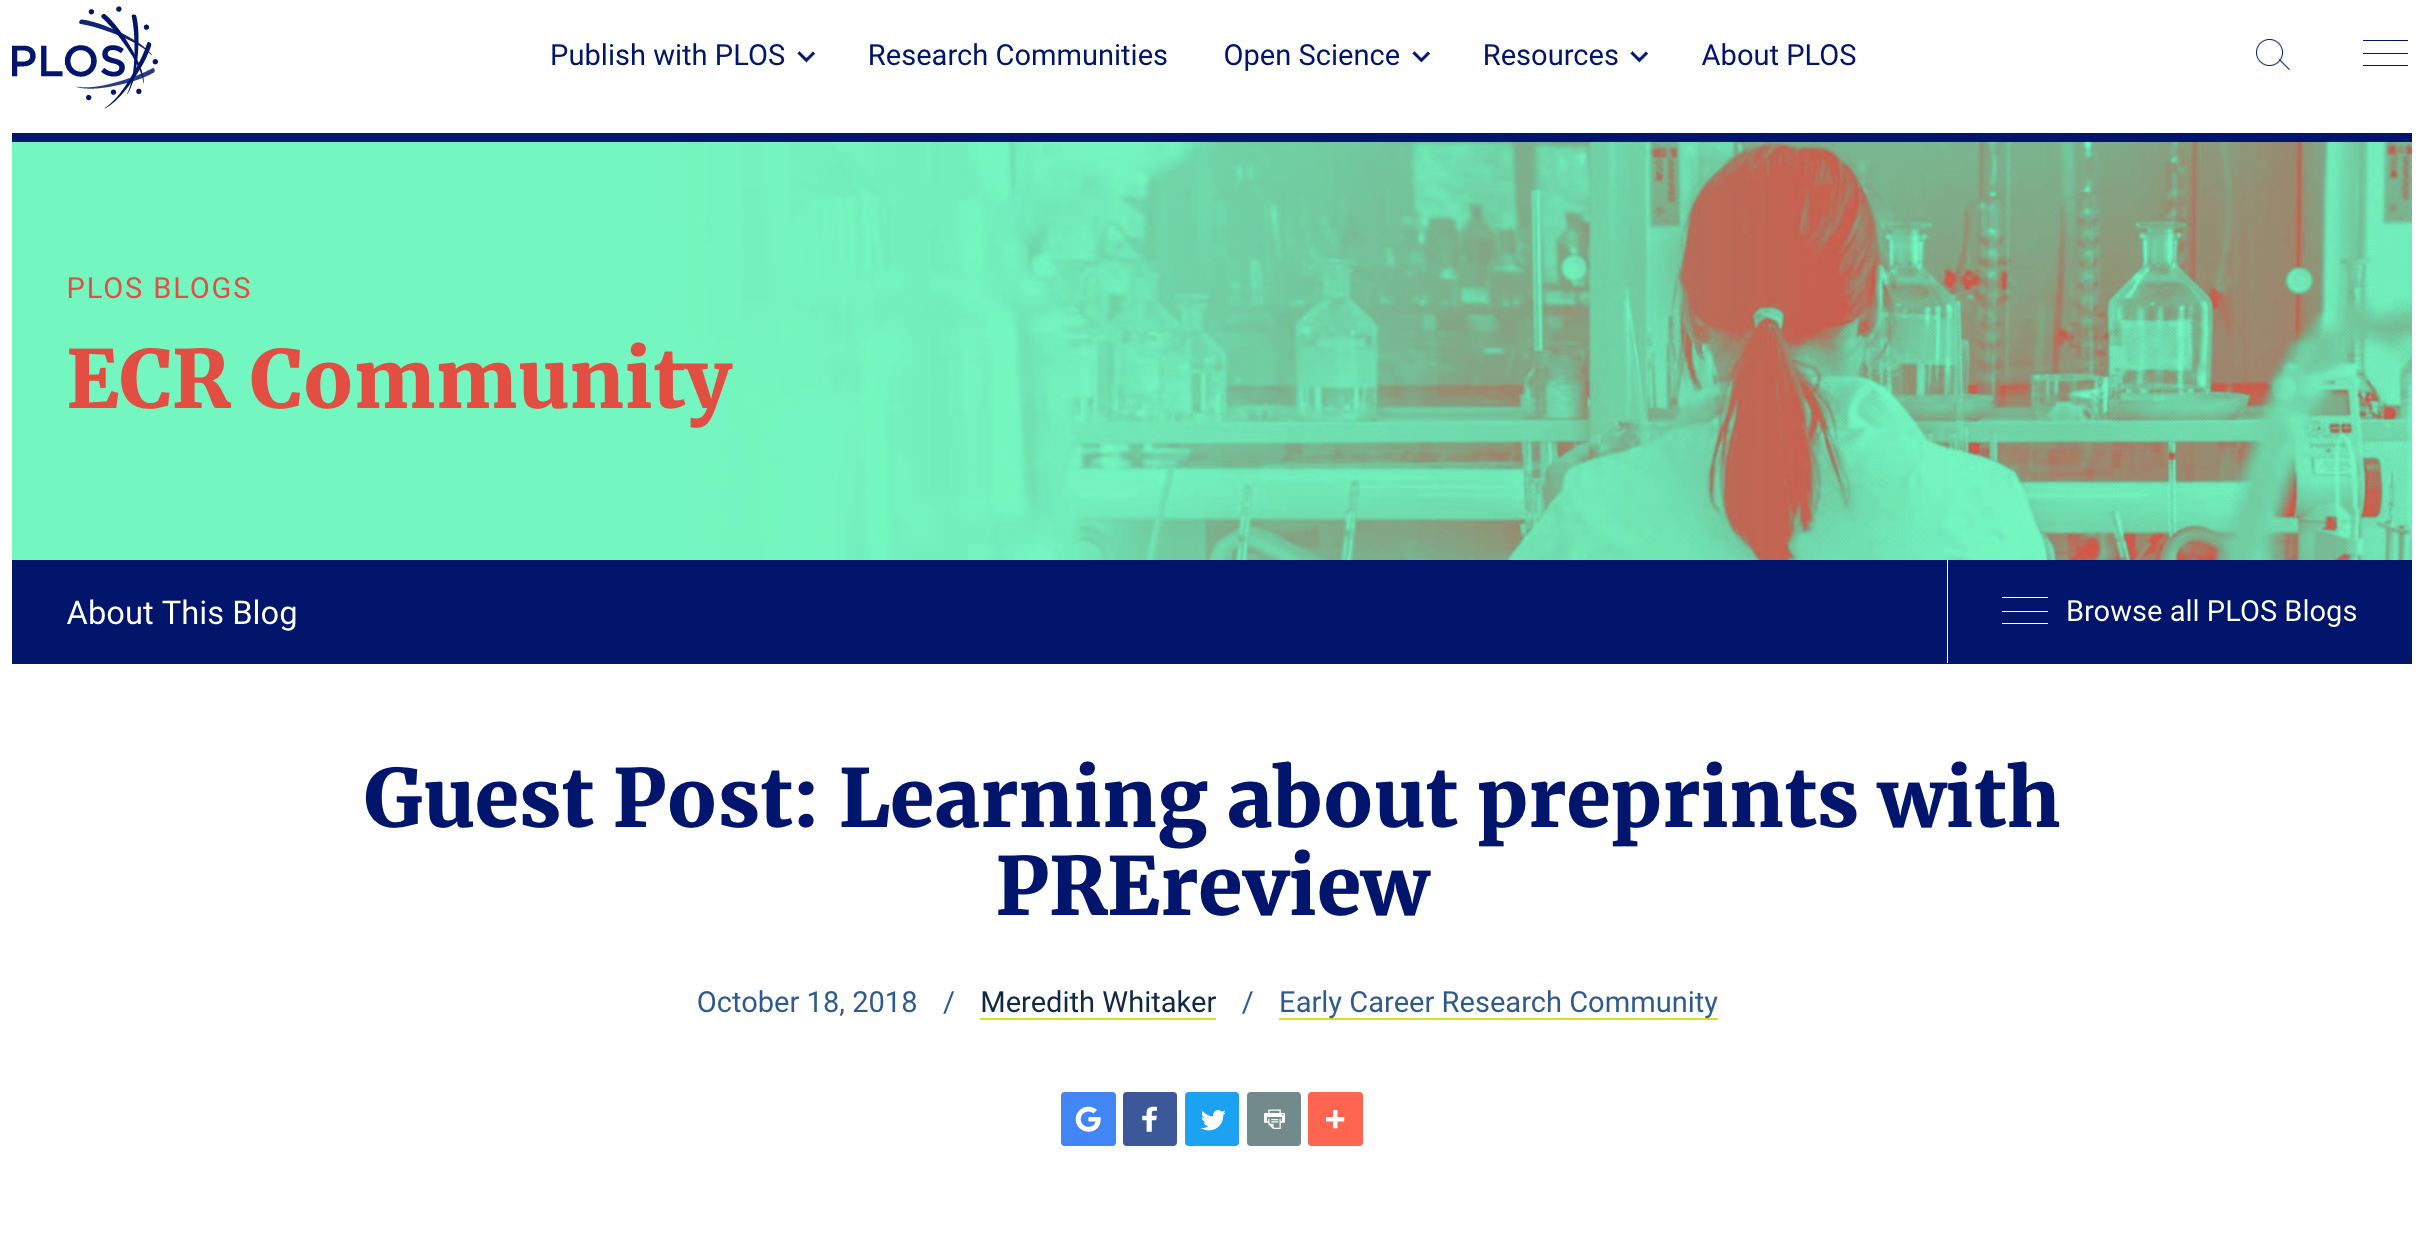 PLOS
Publish with PLOS
Research Communities
Open Science
Resources
About PLOS
PLOS BLOGS
ECR Community
About This Blog
Browse all PLOS Blogs
Guest Post: Learning about preprints with
PREreview
October 18, 2018 / Meredith Whitaker / Early Career Research Community